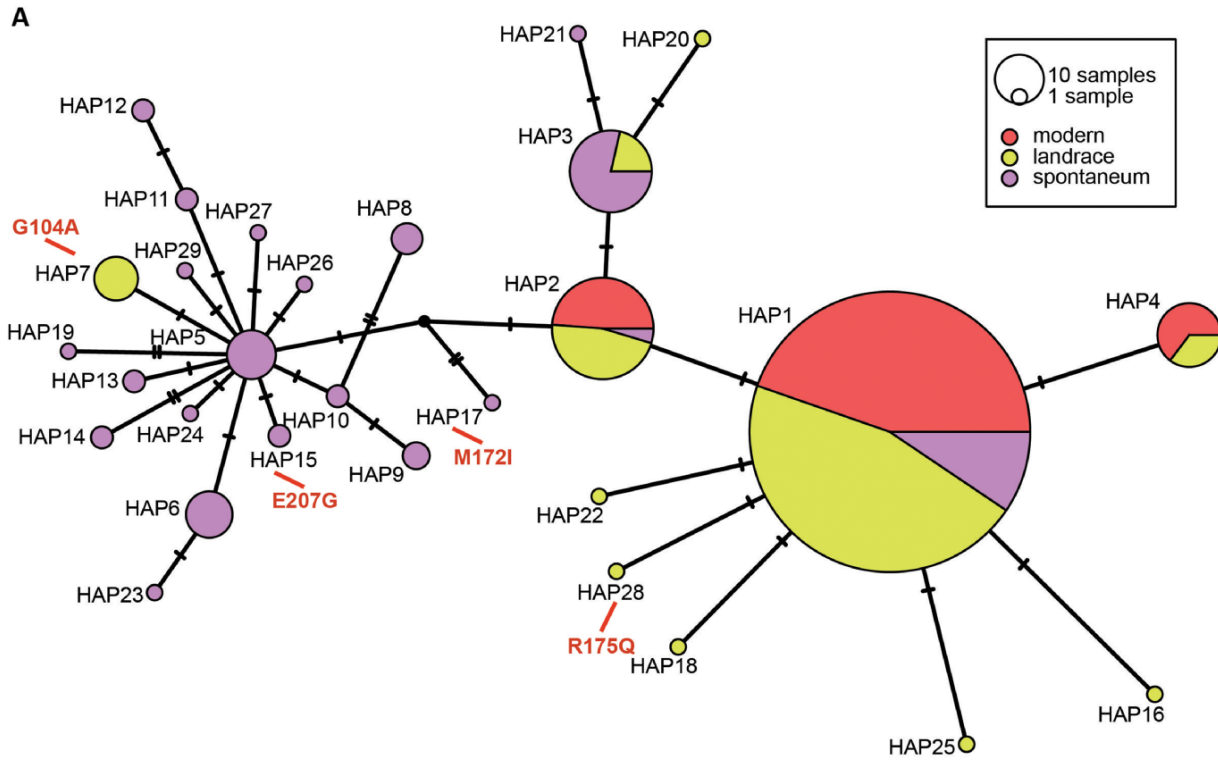 A
HAP21
HAP20
10 samples
1 sample
modern
landrace
spontaneum
HAP12
HAP3
HAP11
HAP27
HAP8
G104A
HAP29
HAP7
HAP26
HAP2
HAP1
HAP4
HAP19
HAP5
HAP13
HAP10
HAP17
HAP24
HAP14
HAP15
M172I
HAP9
E207G
HAP6
HAP22
HAP28
HAP23
R175Q
HAP18
HAP16
HAP25